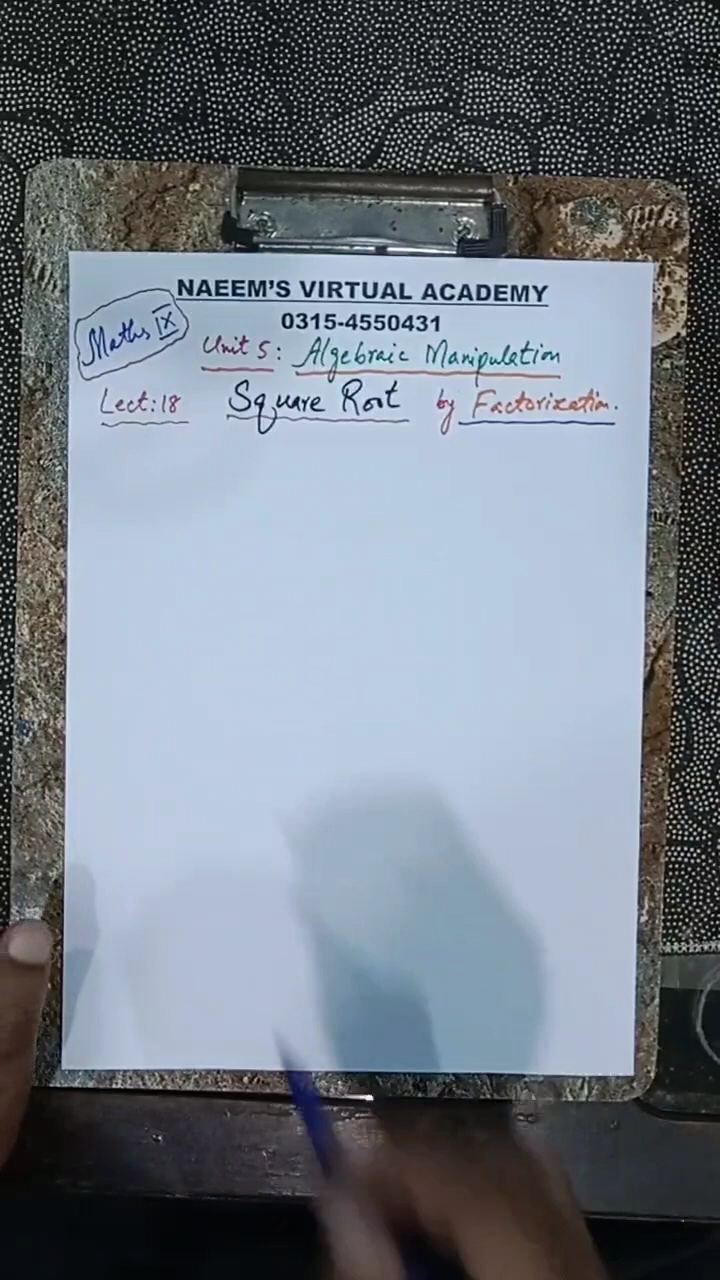 NAEEM'S VIRTUAL ACADEMY
0315-4550431
Maths IX
Unit 5: Algebraic Manipulation
Lect: 18 Square Root by Factorization.